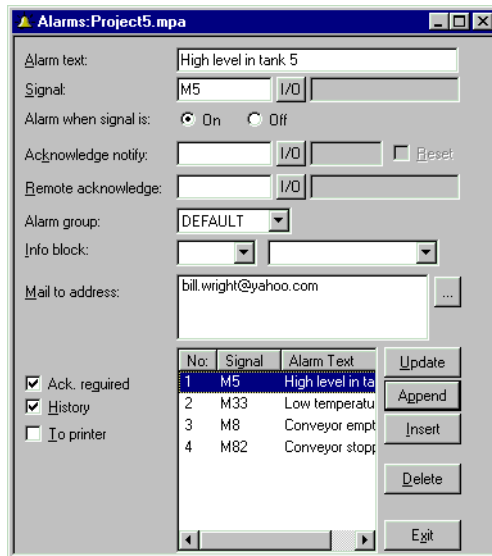 Alarms:Project5.mpa
Alarm text: High level in tank 5
Signal: M5 I/O
Alarm when signal is: On Off
Acknowledge notify: I/O Reset
Remote acknowledge: I/O
Alarm group: DEFAULT
Info block:
Mail to address: bill.wright@yahoo.com ...
No: Signal Alarm Text Update
1 M5 High level in ta
Ack. required
2 M33 Low temperatu Append
History
3 M8 Conveyor empt Insert
To printer
4 M82 Conveyor stopp
Delete
Exit